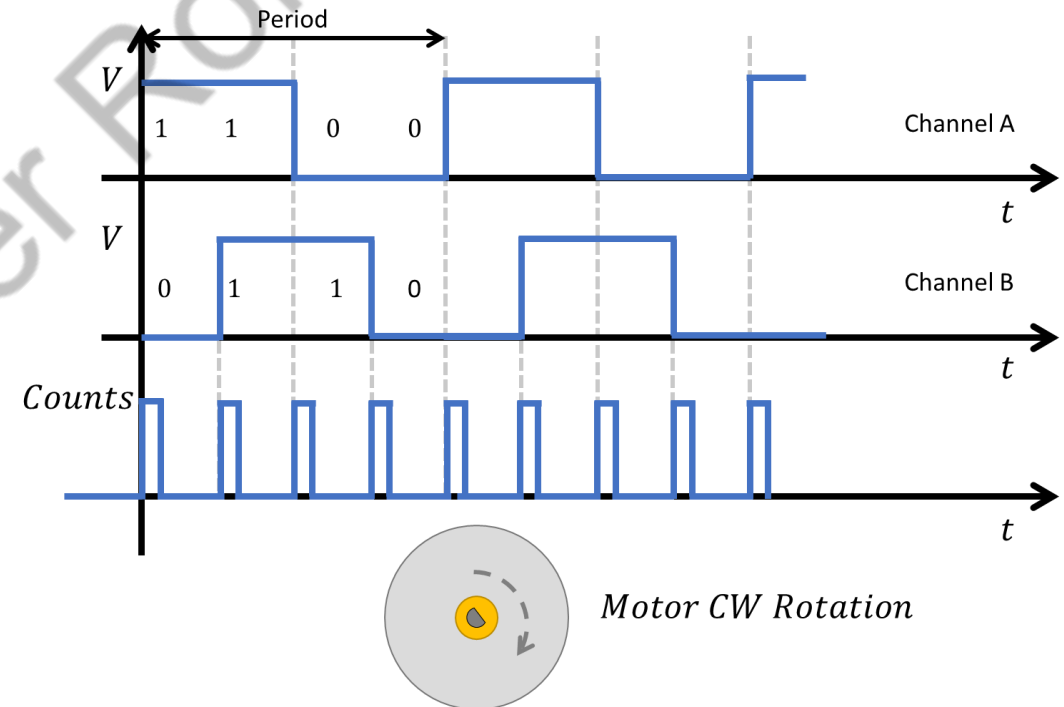 Period
V
1 1 0 0
Channel A
t
V
0 1 1 0
Channel B
t
Counts
t
Motor CW Rotation